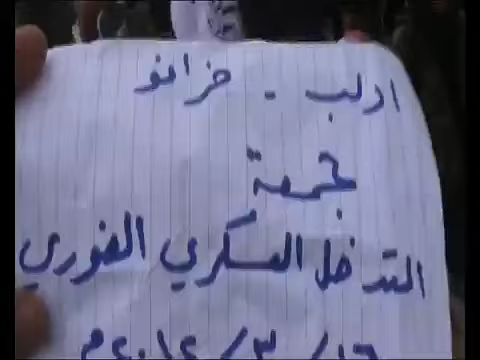 ادلب - حزانو
جمعة
التدخل العسكري الفوري
١٦/ ٣/ ٢٠١٢م